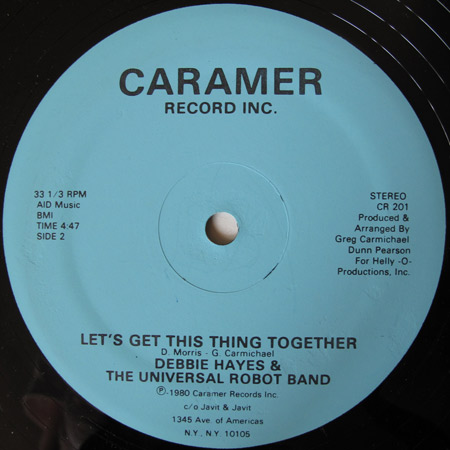 CARAMER
RECORD INC.
33 1/3 RPM
AID Music
BMI
TIME 4:47
SIDE 2
STEREO
CR 201
Produced &
Arranged By
Greg Carmichael
Dunn Pearson
For Helly -O-
Productions, Inc.
LET'S GET THIS THING TOGETHER
D. Morris - G. Carmichael
DEBBIE HAYES &
THE UNIVERSAL ROBOT BAND
Ⓟ-1980 Caramer Records Inc.
c/o Javit & Javit
1345 Ave. of Americas
N.Y., N.Y. 10105